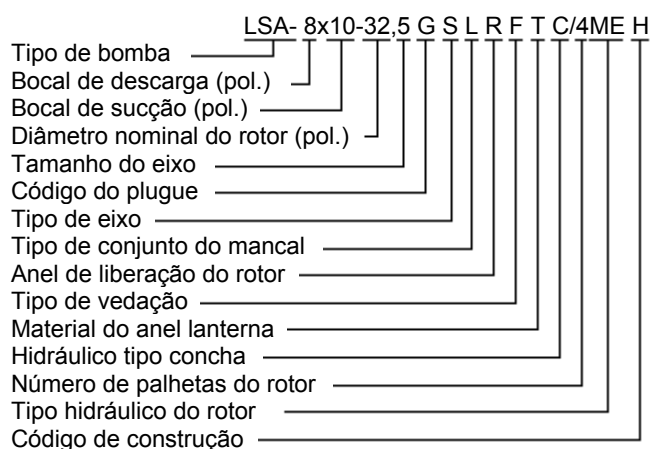 LSA- 8x10-32,5 G S L R F T C/4ME H
Tipo de bomba
Bocal de descarga (pol.)
Bocal de sucção (pol.)
Diâmetro nominal do rotor (pol.)
Tamanho do eixo
Código do plugue
Tipo de eixo
Tipo de conjunto do mancal
Anel de liberação do rotor
Tipo de vedação
Material do anel lanterna
Hidráulico tipo concha
Número de palhetas do rotor
Tipo hidráulico do rotor
Código de construção